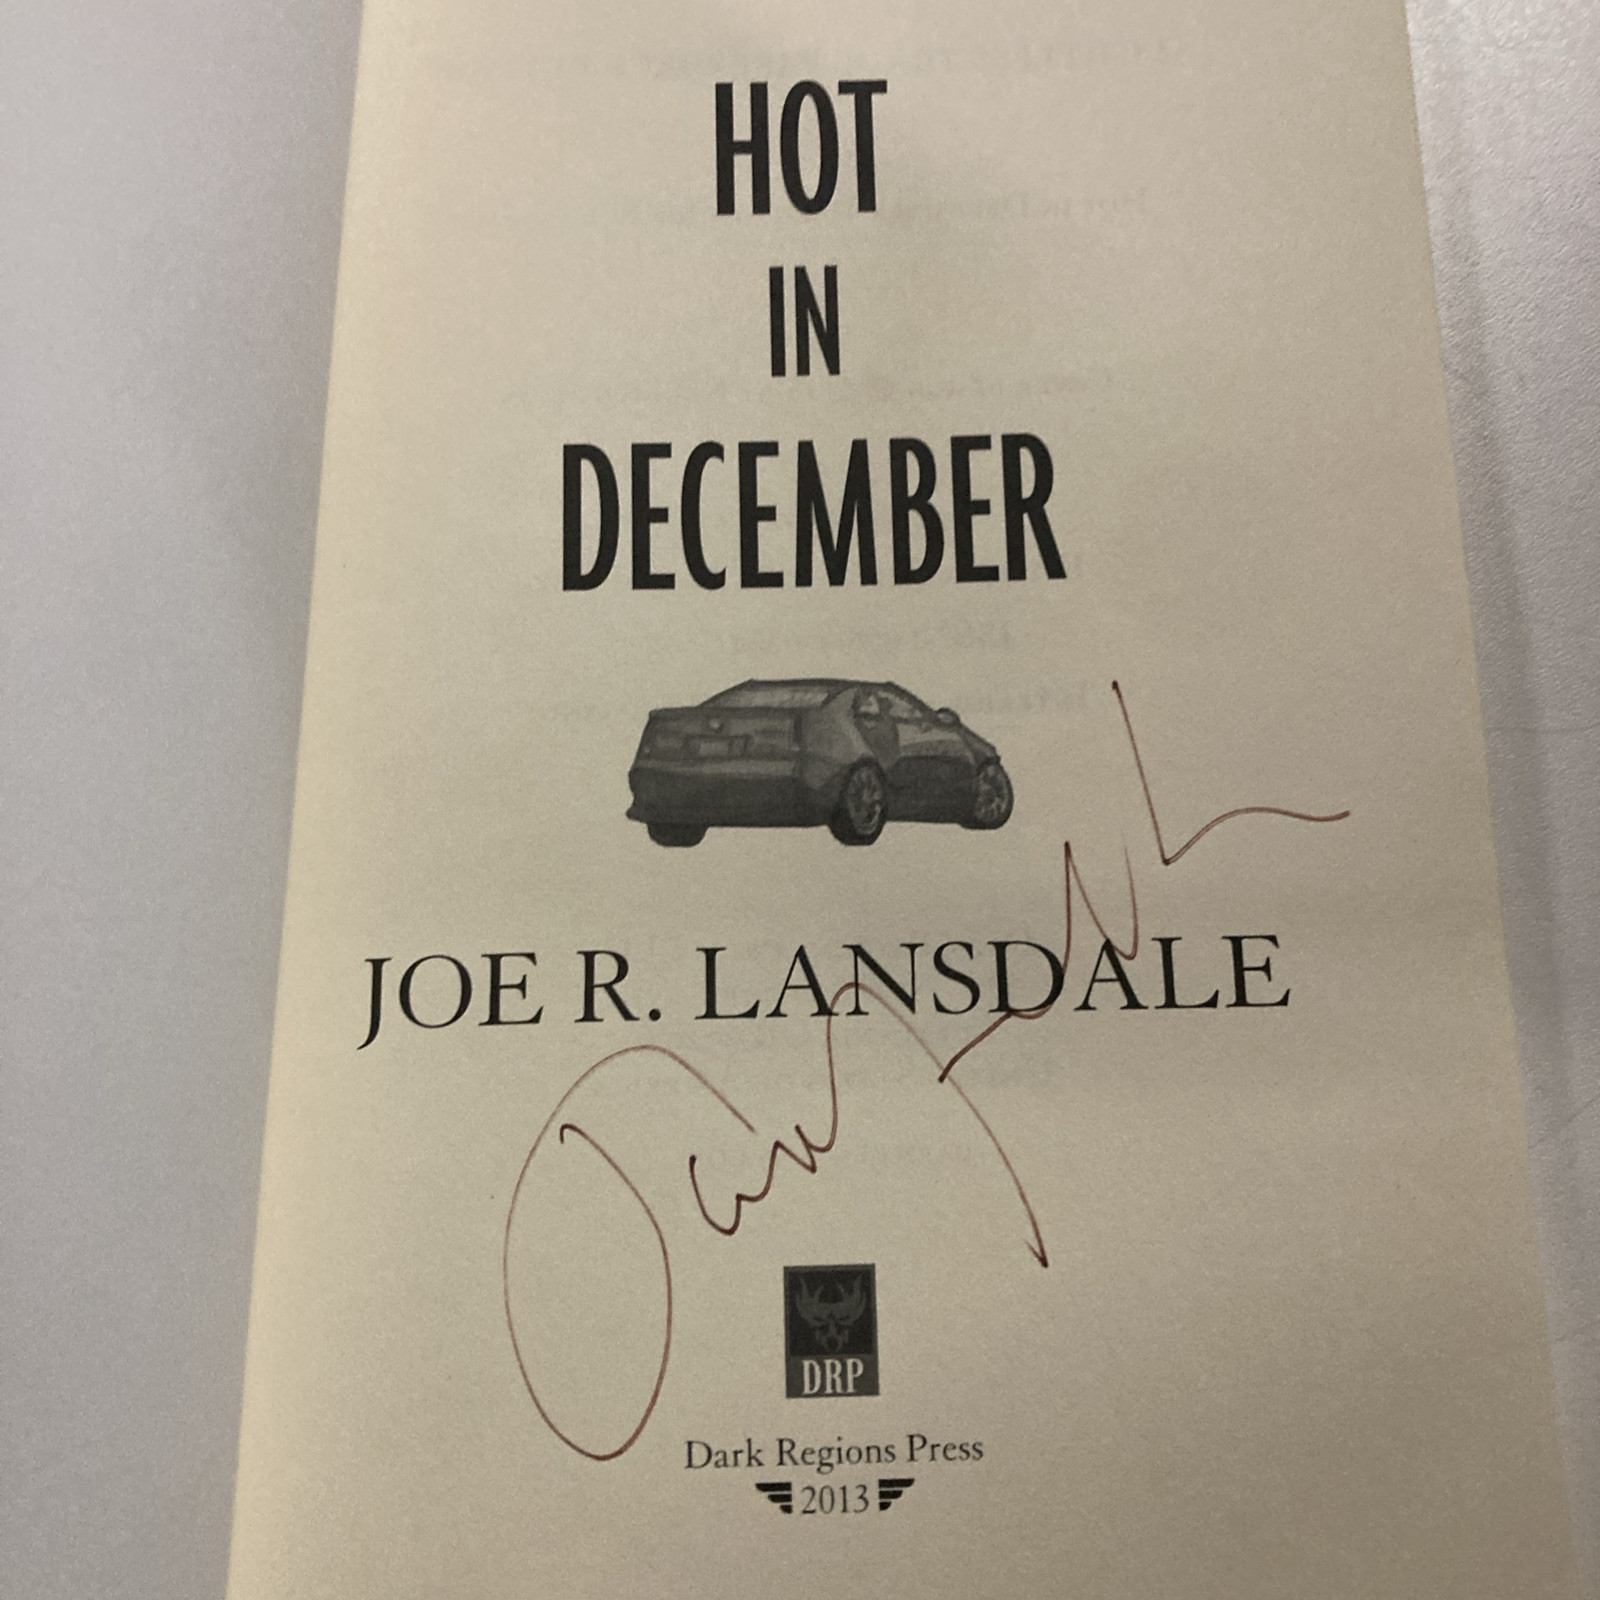 HOT
IN
DECEMBER
JOE R. LANSDALE
DRP
Dark Regions Press
2013